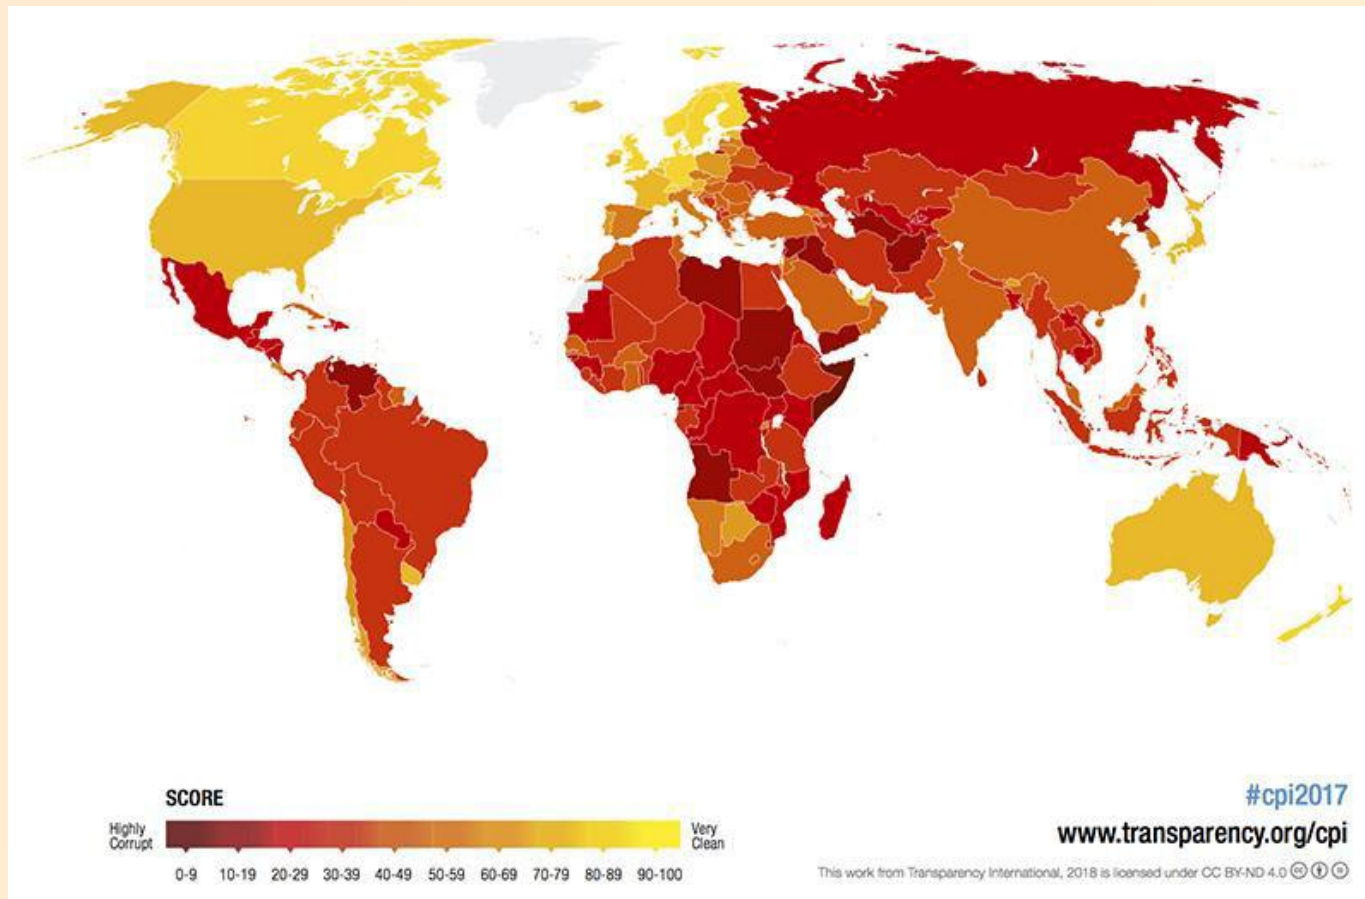 SCORE
Highly
Corrupt
Very
Clean
0-9 10-19 20-29 30-39 40-49 50-59 60-69 70-79 80-89 90-100
#cpi2017
www.transparency.org/cpi
This work from Transparency International, 2018 is licensed under CC BY-ND 4.0